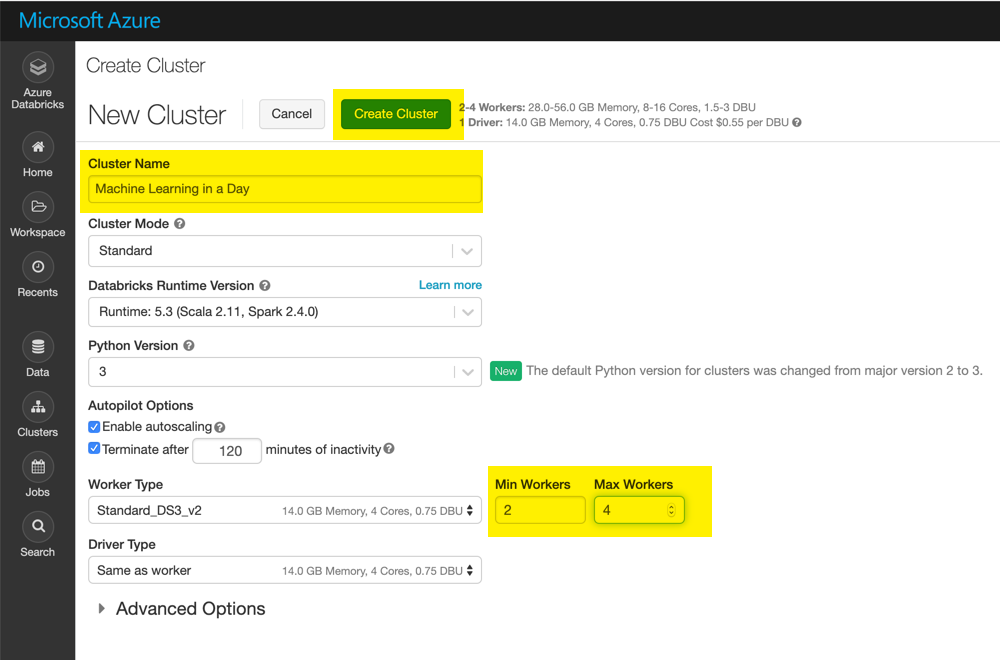 Microsoft Azure
Azure
Databricks
Home
Workspace
Recents
Data
Clusters
Jobs
Search
Create Cluster
New Cluster
Cancel
Create Cluster
2-4 Workers: 28.0-56.0 GB Memory, 8-16 Cores, 1.5-3 DBU
1 Driver: 14.0 GB Memory, 4 Cores, 0.75 DBU Cost $0.55 per DBU ?
Cluster Name
Machine Learning in a Day
Cluster Mode ?
Standard
Databricks Runtime Version ? Learn more
Runtime: 5.3 (Scala 2.11, Spark 2.4.0)
Python Version ?
3
New The default Python version for clusters was changed from major version 2 to 3.
Autopilot Options
Enable autoscaling ?
Terminate after 120 minutes of inactivity ?
Worker Type
Standard_DS3_v2 14.0 GB Memory, 4 Cores, 0.75 DBU
Min Workers Max Workers
2 4
Driver Type
Same as worker 14.0 GB Memory, 4 Cores, 0.75 DBU
Advanced Options